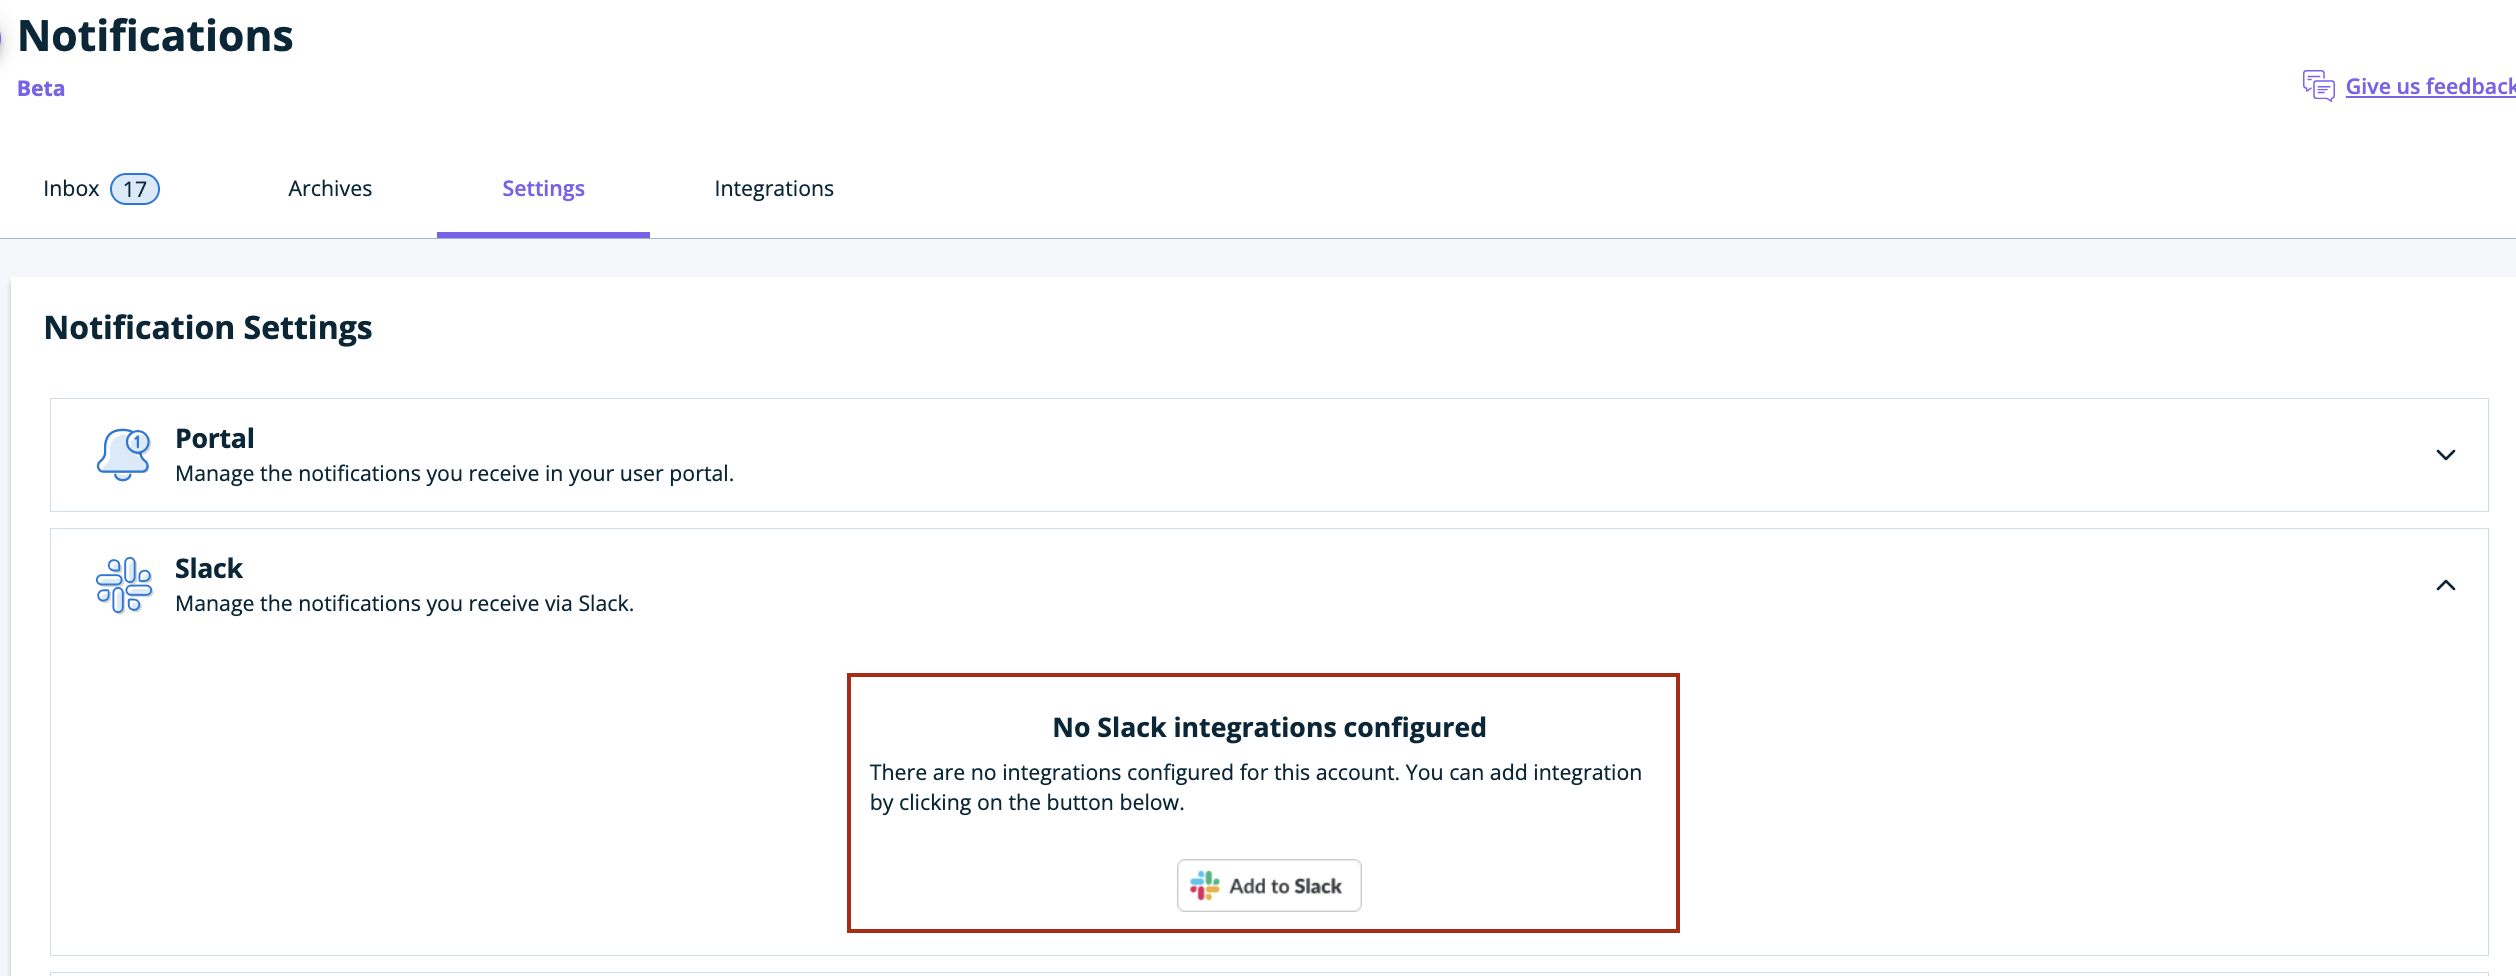 Notifications
Beta
Give us feedback
Inbox 17
Archives
Settings
Integrations
Notification Settings
1
Portal
Manage the notifications you receive in your user portal.
Slack
Manage the notifications you receive via Slack.
No Slack integrations configured
There are no integrations configured for this account. You can add integration
by clicking on the button below.
Add to Slack